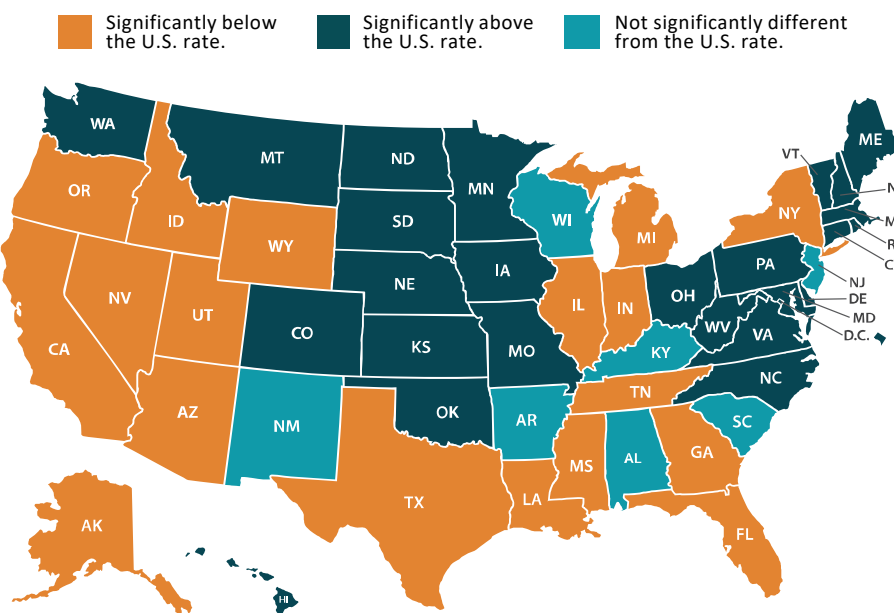 Significantly below
the U.S. rate.
Significantly above
the U.S. rate.
Not significantly different
from the U.S. rate.
WA
MT
ND
MN
ME
VT
OR
ID
WY
SD
WI
MI
NY
N
M
R
C
NV
UT
CO
NE
IA
IL
IN
OH
PA
NJ
DE
MD
D.C.
CA
AZ
NM
KS
MO
KY
WV
VA
OK
AR
TN
NC
SC
TX
LA
MS
AL
GA
FL
AK
HI